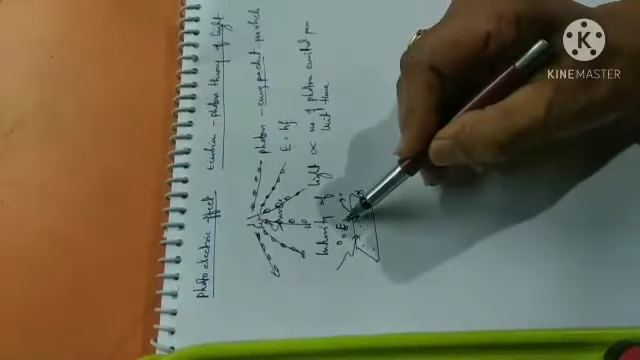 Photo electric effect Einstein - photon theory of light
Source
photon - energy packet - particle
E = hf
Intensity of light ∝ no of photon emitted per
Unit time
E
K
KINEMASTER